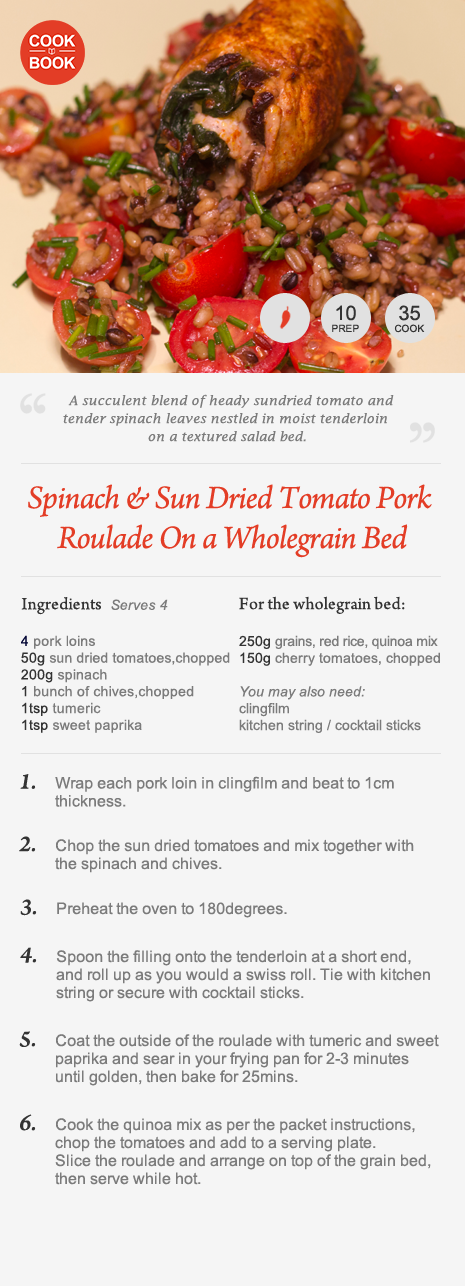 COOK
BOOK
10
PREP
35
COOK
“ A succulent blend of heady sundried tomato and
tender spinach leaves nestled in moist tenderloin
on a textured salad bed. ”
Spinach & Sun Dried Tomato Pork
Roulade On a Wholegrain Bed
Ingredients Serves 4
4 pork loins
50g sun dried tomatoes,chopped
200g spinach
1 bunch of chives,chopped
1tsp tumeric
1tsp sweet paprika
For the wholegrain bed:
250g grains, red rice, quinoa mix
150g cherry tomatoes, chopped
You may also need:
clingfilm
kitchen string / cocktail sticks
1. Wrap each pork loin in clingfilm and beat to 1cm
thickness.
2. Chop the sun dried tomatoes and mix together with
the spinach and chives.
3. Preheat the oven to 180degrees.
4. Spoon the filling onto the tenderloin at a short end,
and roll up as you would a swiss roll. Tie with kitchen
string or secure with cocktail sticks.
5. Coat the outside of the roulade with tumeric and sweet
paprika and sear in your frying pan for 2-3 minutes
until golden, then bake for 25mins.
6. Cook the quinoa mix as per the packet instructions,
chop the tomatoes and add to a serving plate.
Slice the roulade and arrange on top of the grain bed,
then serve while hot.